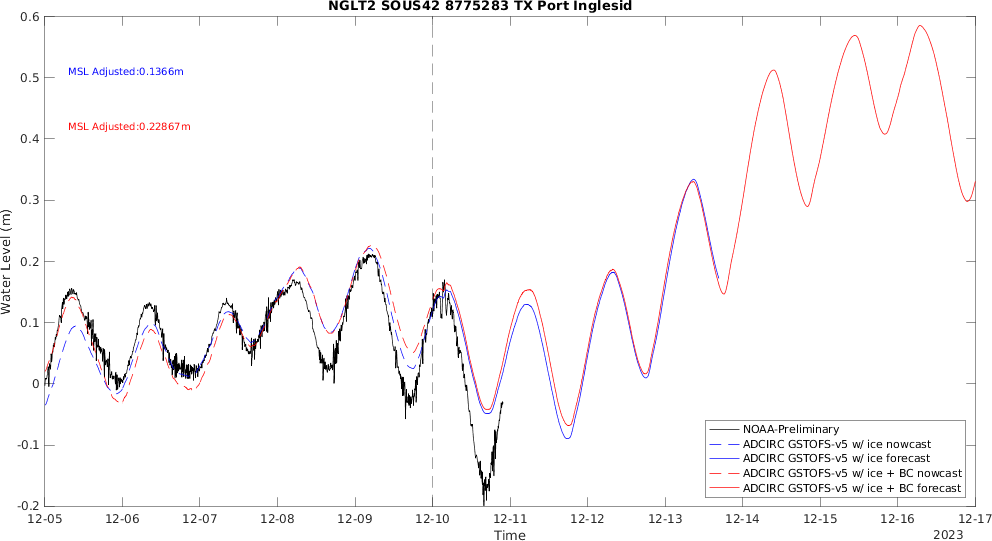 NGLT2 SOUS42 8775283 TX Port Inglesid
0.6
0.5
0.4
0.3
0.2
0.1
0
-0.1
-0.2
Water Level (m)
MSL Adjusted:0.1366m
MSL Adjusted:0.22867m
NOAA-Preliminary
ADCIRC GSTOFS-v5 w/ ice nowcast
ADCIRC GSTOFS-v5 w/ ice forecast
ADCIRC GSTOFS-v5 w/ ice + BC nowcast
ADCIRC GSTOFS-v5 w/ ice + BC forecast
12-05 12-06 12-07 12-08 12-09 12-10 12-11 12-12 12-13 12-14 12-15 12-16 12-17
Time
2023